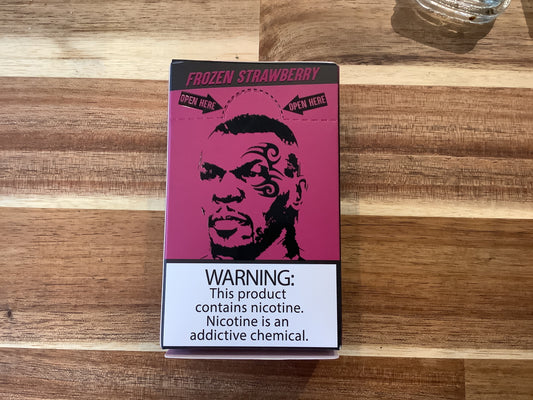 FROZEN STRAWBERRY
OPEN HERE
OPEN HERE
WARNING:
This product
contains nicotine.
Nicotine is an
addictive chemical.